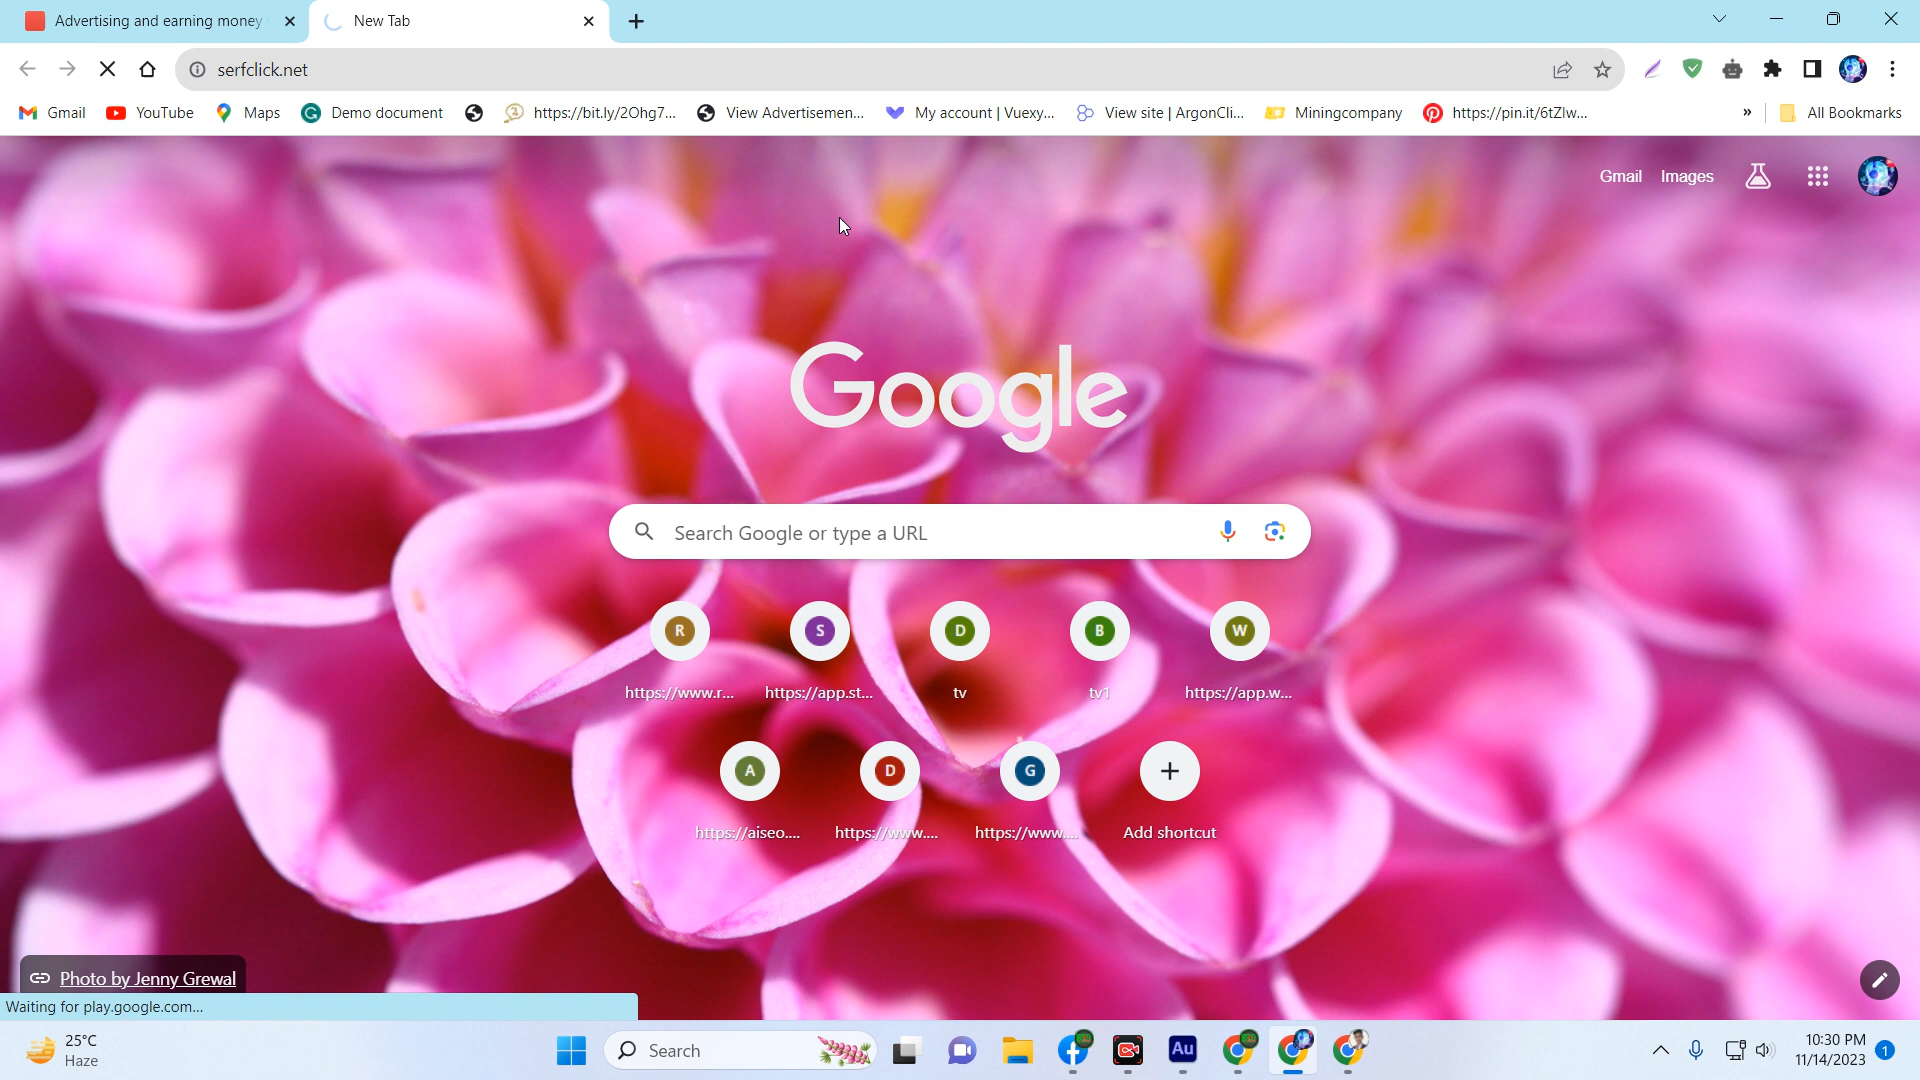 Advertising and earning money
New Tab
serfclick.net
Gmail
YouTube
Maps
Demo document
https://bit.ly/2Ohg7...
View Advertisemen...
My account | Vuexy...
View site | ArgonCli...
Miningcompany
https://pin.it/6tZlw...
»
All Bookmarks
Gmail Images
Google
Search Google or type a URL
R
S
D
B
W
https://www.r...
https://app.st...
tv
tv1
https://app.w...
A
D
G
https://aiseo....
https://www....
https://www....
Add shortcut
Photo by Jenny Grewal
Waiting for play.google.com...
25°C
Haze
Search
Au
10:30 PM
11/14/2023
1